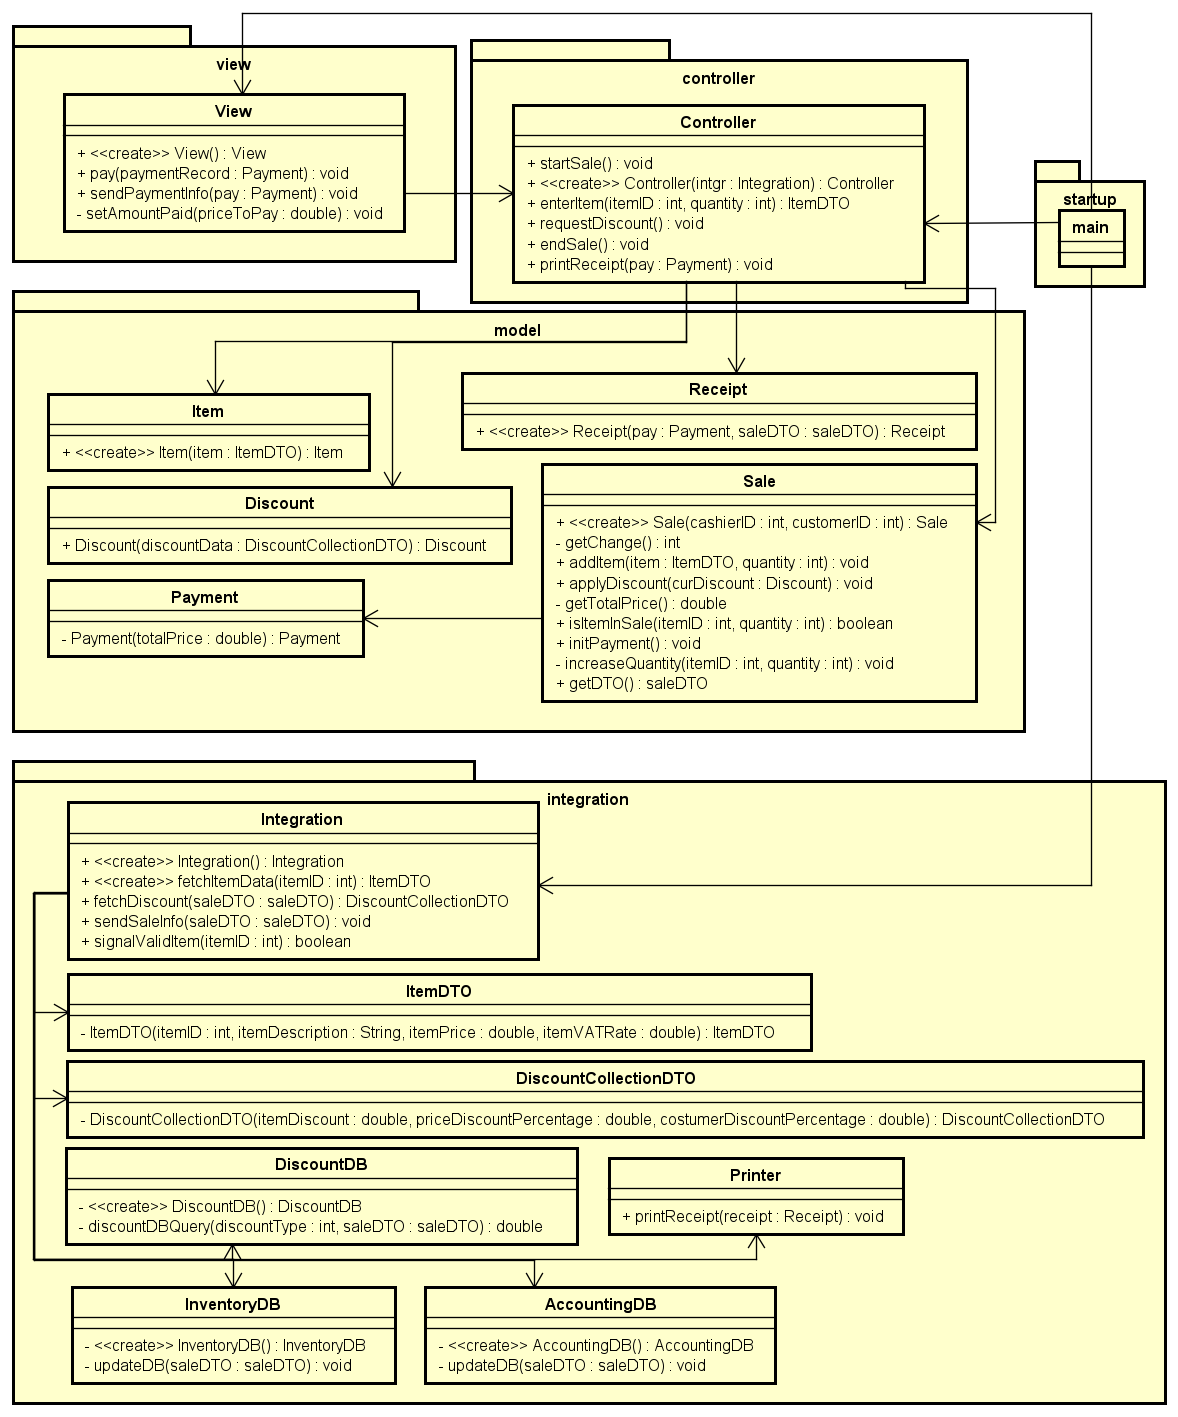 view
View
+ <<create>> View() : View
+ pay(paymentRecord : Payment) : void
+ sendPaymentInfo(pay : Payment) : void
- setAmountPaid(priceToPay : double) : void
controller
Controller
+ startSale() : void
+ <<create>> Controller(intgr : Integration) : Controller
+ enterItem(itemID : int, quantity : int) : ItemDTO
+ requestDiscount() : void
+ endSale() : void
+ printReceipt(pay : Payment) : void
startup
main
model
Item
+ <<create>> Item(item : ItemDTO) : Item
Receipt
+ <<create>> Receipt(pay : Payment, saleDTO : saleDTO) : Receipt
Discount
+ Discount(discountData : DiscountCollectionDTO) : Discount
Sale
+ <<create>> Sale(cashierID : int, customerID : int) : Sale
- getChange() : int
+ addItem(item : ItemDTO, quantity : int) : void
+ applyDiscount(curDiscount : Discount) : void
- getTotalPrice() : double
+ isItemInSale(itemID : int, quantity : int) : boolean
+ initPayment() : void
- increaseQuantity(itemID : int, quantity : int) : void
+ getDTO() : saleDTO
Payment
- Payment(totalPrice : double) : Payment
integration
Integration
+ <<create>> Integration() : Integration
+ <<create>> fetchItemData(itemID : int) : ItemDTO
+ fetchDiscount(saleDTO : saleDTO) : DiscountCollectionDTO
+ sendSaleInfo(saleDTO : saleDTO) : void
+ signalValidItem(itemID : int) : boolean
ItemDTO
- ItemDTO(itemID : int, itemDescription : String, itemPrice : double, itemVATRate : double) : ItemDTO
DiscountCollectionDTO
- DiscountCollectionDTO(itemDiscount : double, priceDiscountPercentage : double, costumerDiscountPercentage : double) : DiscountCollectionDTO
DiscountDB
- <<create>> DiscountDB() : DiscountDB
- discountDBQuery(discountType : int, saleDTO : saleDTO) : double
Printer
+ printReceipt(receipt : Receipt) : void
InventoryDB
- <<create>> InventoryDB() : InventoryDB
- updateDB(saleDTO : saleDTO) : void
AccountingDB
- <<create>> AccountingDB() : AccountingDB
- updateDB(saleDTO : saleDTO) : void